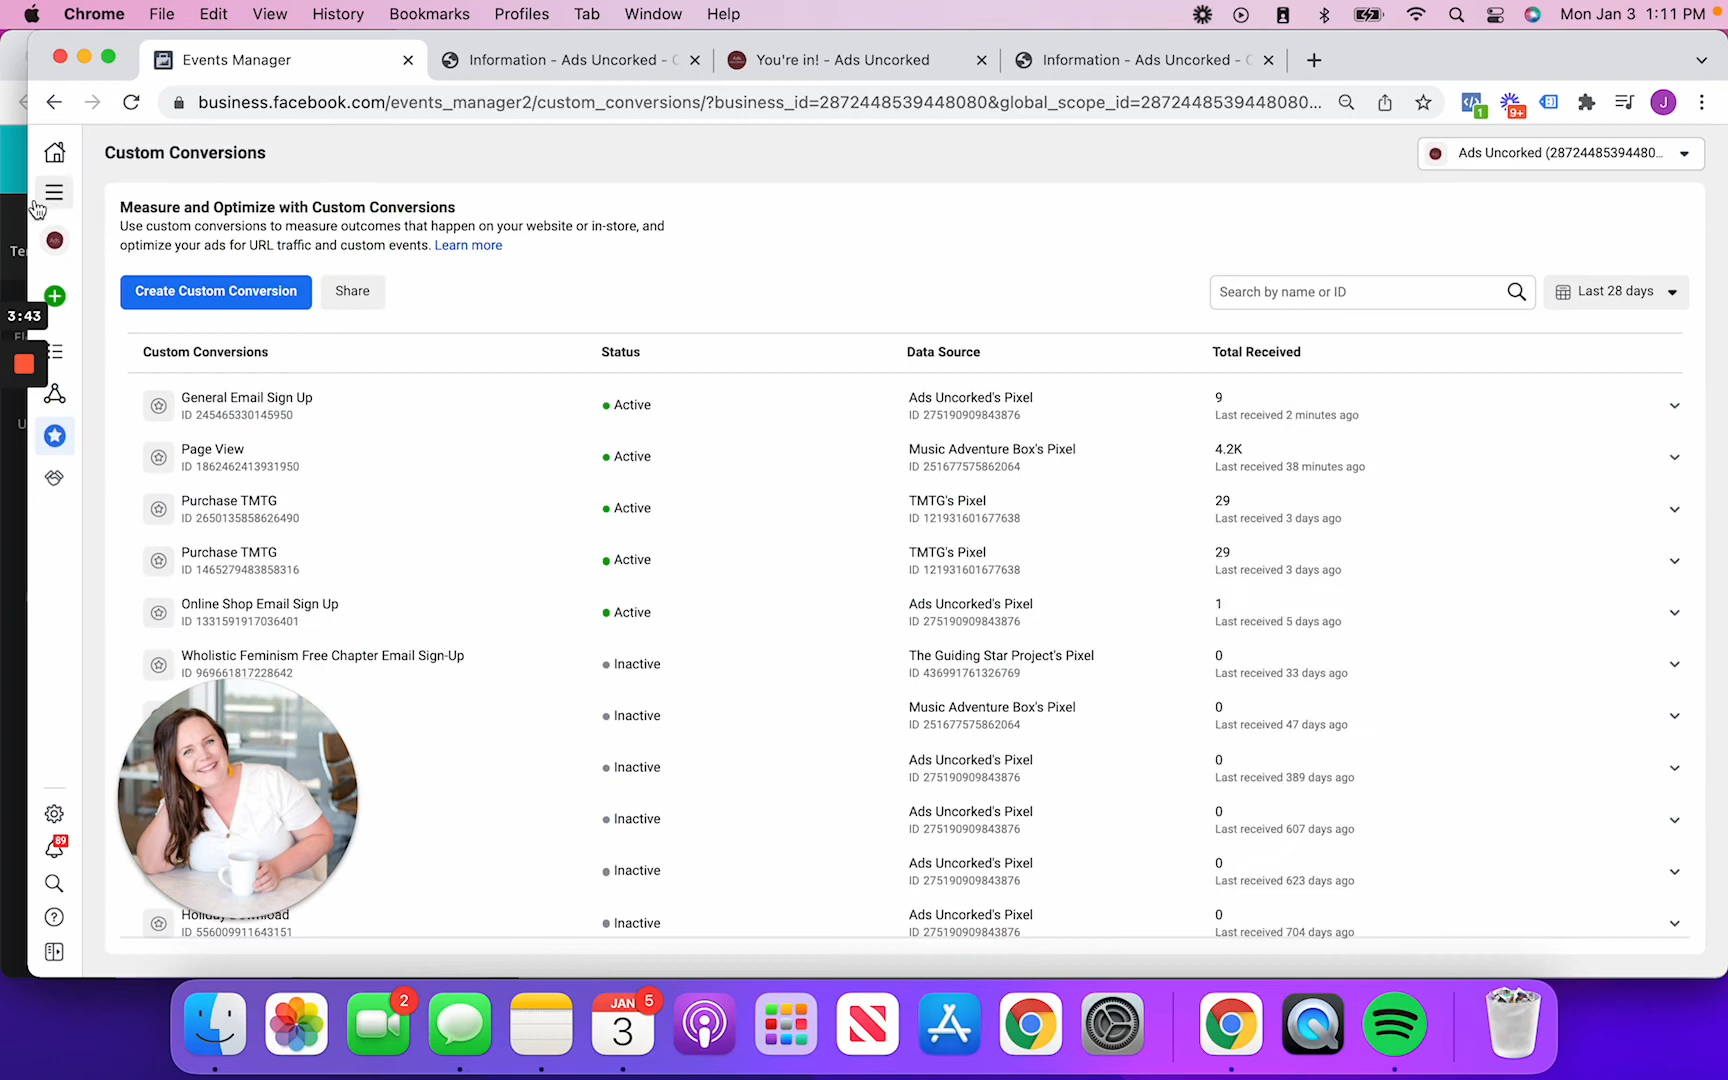 Chrome File Edit View History Bookmarks Profiles Tab Window Help Mon Jan 3 1:11 PM
Events Manager Information - Ads Uncorked - You're in! - Ads Uncorked Information - Ads Uncorked -
business.facebook.com/events_manager2/custom_conversions/?business_id=2872448539448080&global_scope_id=2872448539448080... 1 9+ J
Custom Conversions
Ads Uncorked (28724485394480...
Measure and Optimize with Custom Conversions
Use custom conversions to measure outcomes that happen on your website or in-store, and
optimize your ads for URL traffic and custom events. Learn more
Create Custom Conversion Share Search by name or ID Last 28 days
3:43
Custom Conversions Status Data Source Total Received
General Email Sign Up Active Ads Uncorked's Pixel 9
ID 245465330145950 ID 275190909843876 Last received 2 minutes ago
Page View Active Music Adventure Box's Pixel 4.2K
ID 1862462413931950 ID 251677575862064 Last received 38 minutes ago
Purchase TMTG Active TMTG's Pixel 29
ID 2650135858626490 ID 121931601677638 Last received 3 days ago
Purchase TMTG Active TMTG's Pixel 29
ID 1465279483858316 ID 121931601677638 Last received 3 days ago
Online Shop Email Sign Up Active Ads Uncorked's Pixel 1
ID 1331591917036401 ID 275190909843876 Last received 5 days ago
Wholistic Feminism Free Chapter Email Sign-Up Inactive The Guiding Star Project's Pixel 0
ID 969661817228642 ID 436991761326769 Last received 33 days ago
Inactive Music Adventure Box's Pixel 0
ID 251677575862064 Last received 47 days ago
Inactive Ads Uncorked's Pixel 0
ID 275190909843876 Last received 389 days ago
Inactive Ads Uncorked's Pixel 0
ID 275190909843876 Last received 607 days ago
89
Inactive Ads Uncorked's Pixel 0
ID 275190909843876 Last received 623 days ago
Holiday Download Inactive Ads Uncorked's Pixel 0
ID 556009911643151 ID 275190909843876 Last received 704 days ago
2 JAN 5
3